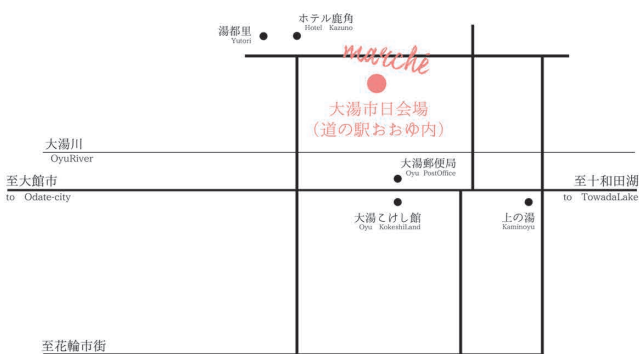 ホテル鹿角
Hotel Kazuno
湯都里
Yutori
marché
大湯市日会場
（道の駅おおゆ内）
大湯川
OyuRiver
大湯郵便局
Oyu PostOffice
至大館市
to Odate-city
至十和田湖
to TowadaLake
大湯こけし館
Oyu KokeshiLand
上の湯
Kaminoyu
至花輪市街